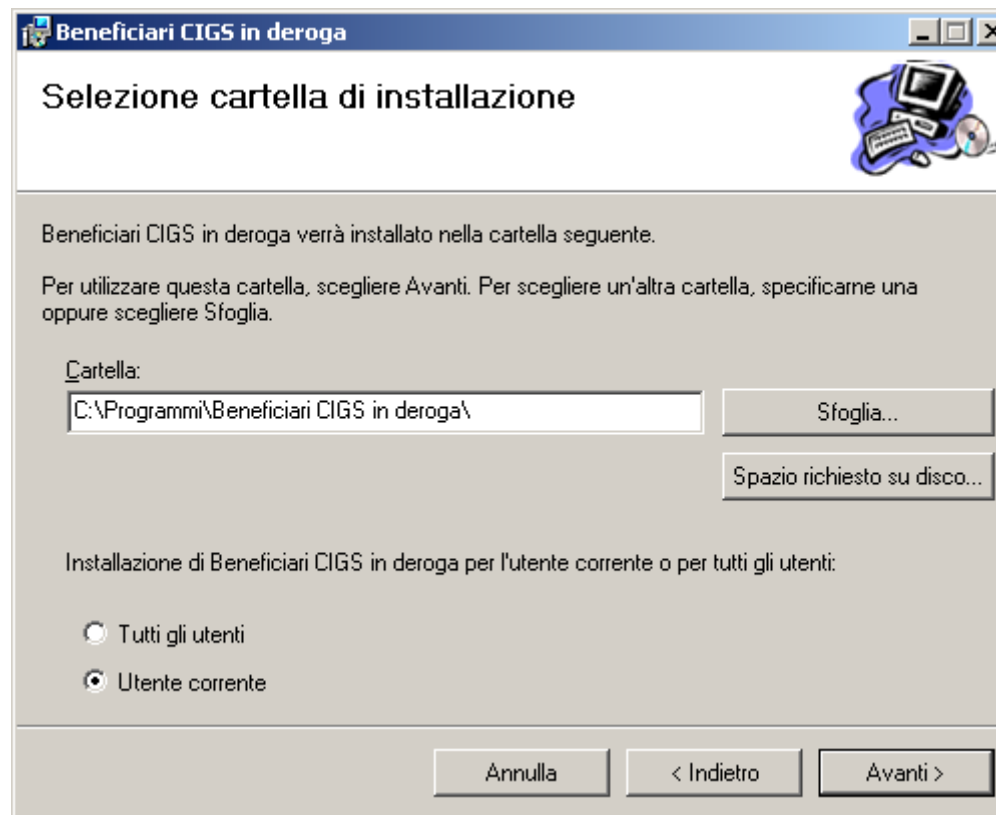 Beneficiari CIGS in deroga
Selezione cartella di installazione
Beneficiari CIGS in deroga verrà installato nella cartella seguente.
Per utilizzare questa cartella, scegliere Avanti. Per scegliere un'altra cartella, specificarne una
oppure scegliere Sfoglia.
Cartella:
C:\Programmi\Beneficiari CIGS in deroga\
Sfoglia...
Spazio richiesto su disco...
Installazione di Beneficiari CIGS in deroga per l'utente corrente o per tutti gli utenti:
Tutti gli utenti
Utente corrente
Annulla
< Indietro
Avanti >